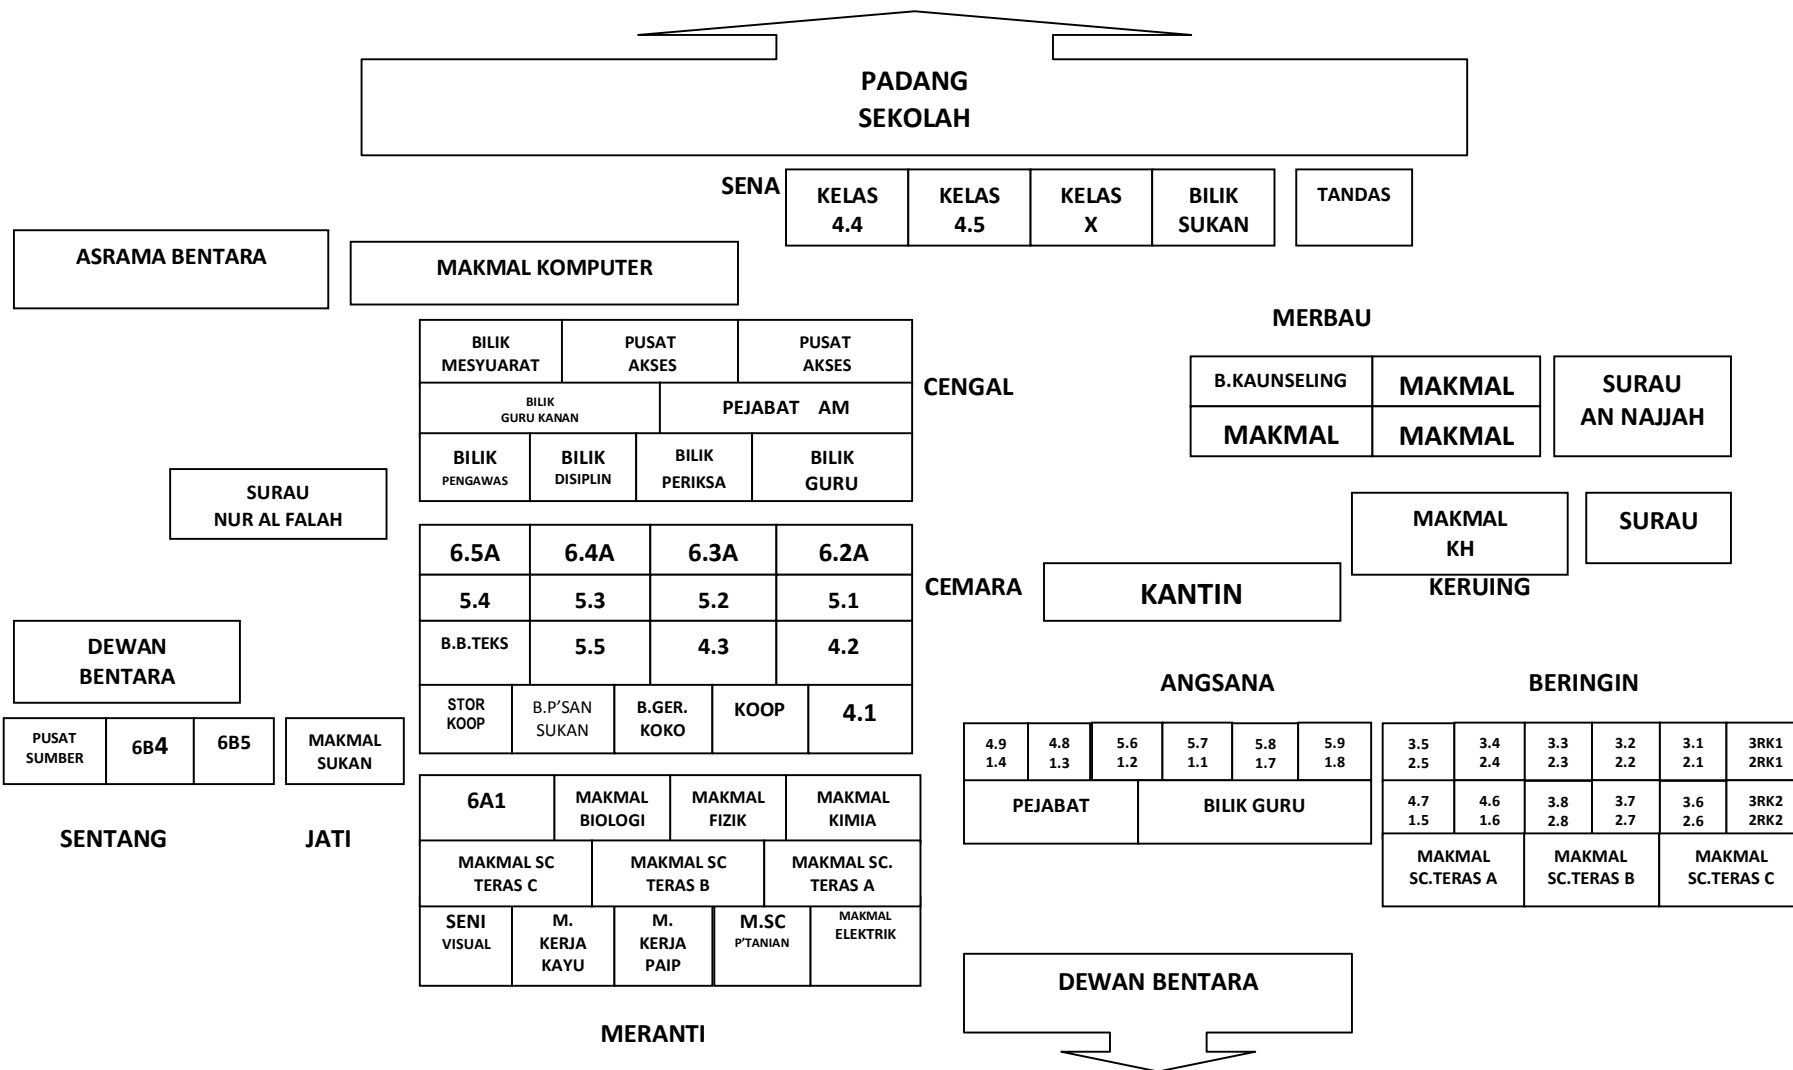 PADANG
SEKOLAH
SENA
KELAS
4.4
KELAS
4.5
KELAS
X
BILIK
SUKAN
TANDAS
ASRAMA BENTARA
MAKMAL KOMPUTER
MERBAU
BILIK
MESYUARAT
PUSAT
AKSES
PUSAT
AKSES
BILIK
GURU KANAN
PEJABAT AM
BILIK
PENGAWAS
BILIK
DISIPLIN
BILIK
PERIKSA
BILIK
GURU
CENGAL
B.KAUNSELING
MAKMAL
MAKMAL
MAKMAL
SURAU
AN NAJJAH
SURAU
NUR AL FALAH
MAKMAL
KH
SURAU
KERUING
6.5A
6.4A
6.3A
6.2A
5.4
5.3
5.2
5.1
B.B.TEKS
5.5
4.3
4.2
STOR
KOOP
B.P'SAN
SUKAN
B.GER.
KOKO
KOOP
4.1
CEMARA
KANTIN
DEWAN
BENTARA
PUSAT
SUMBER
6B4
6B5
MAKMAL
SUKAN
SENTANG
JATI
ANGSANA
4.9
1.4
4.8
1.3
5.6
1.2
5.7
1.1
5.8
1.7
5.9
1.8
PEJABAT
BILIK GURU
BERINGIN
3.5
2.5
3.4
2.4
3.3
2.3
3.2
2.2
3.1
2.1
3RK1
2RK1
4.7
1.5
4.6
1.6
3.8
2.8
3.7
2.7
3.6
2.6
3RK2
2RK2
MAKMAL
SC.TERAS A
MAKMAL
SC.TERAS B
MAKMAL
SC.TERAS C
6A1
MAKMAL
BIOLOGI
MAKMAL
FIZIK
MAKMAL
KIMIA
MAKMAL SC
TERAS C
MAKMAL SC
TERAS B
MAKMAL SC.
TERAS A
SENI
VISUAL
M.
KERJA
KAYU
M.
KERJA
PAIP
M.SC
P'TANIAN
MAKMAL
ELEKTRIK
MERANTI
DEWAN BENTARA